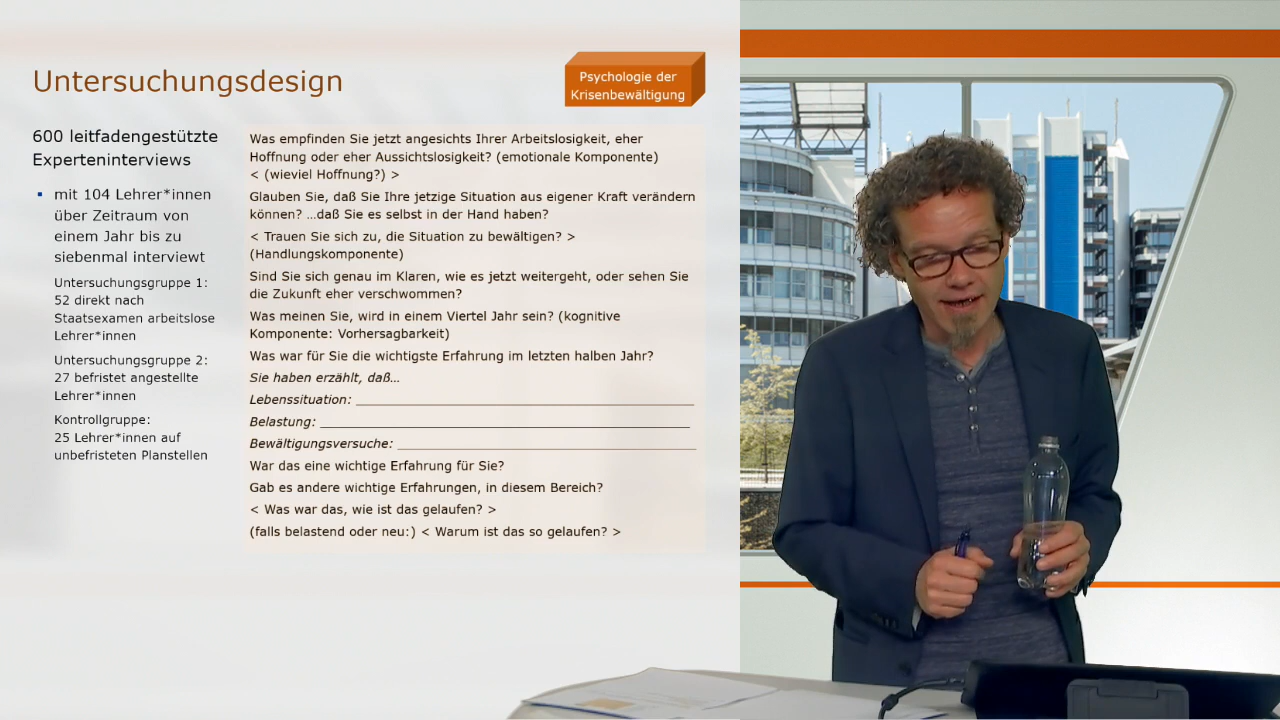 Untersuchungsdesign
Psychologie der
Krisenbewältigung
600 leitfadengestützte
Experteninterviews
▪ mit 104 Lehrer*innen
über Zeitraum von
einem Jahr bis zu
siebenmal interviewt
Untersuchungsgruppe 1:
52 direkt nach
Staatsexamen arbeitslose
Lehrer*innen
Untersuchungsgruppe 2:
27 befristet angestellte
Lehrer*innen
Kontrollgruppe:
25 Lehrer*innen auf
unbefristeten Planstellen
Was empfinden Sie jetzt angesichts Ihrer Arbeitslosigkeit, eher
Hoffnung oder eher Aussichtslosigkeit? (emotionale Komponente)
< (wieviel Hoffnung?) >
Glauben Sie, daß Sie Ihre jetzige Situation aus eigener Kraft verändern
können? …daß Sie es selbst in der Hand haben?
< Trauen Sie sich zu, die Situation zu bewältigen? >
(Handlungskomponente)
Sind Sie sich genau im Klaren, wie es jetzt weitergeht, oder sehen Sie
die Zukunft eher verschwommen?
Was meinen Sie, wird in einem Viertel Jahr sein? (kognitive
Komponente: Vorhersagbarkeit)
Was war für Sie die wichtigste Erfahrung im letzten halben Jahr?
Sie haben erzählt, daß…
Lebenssituation: ____________________
Belastung: ____________________
Bewältigungsversuche: ____________________
War das eine wichtige Erfahrung für Sie?
Gab es andere wichtige Erfahrungen, in diesem Bereich?
< Was war das, wie ist das gelaufen? >
(falls belastend oder neu:) < Warum ist das so gelaufen? >